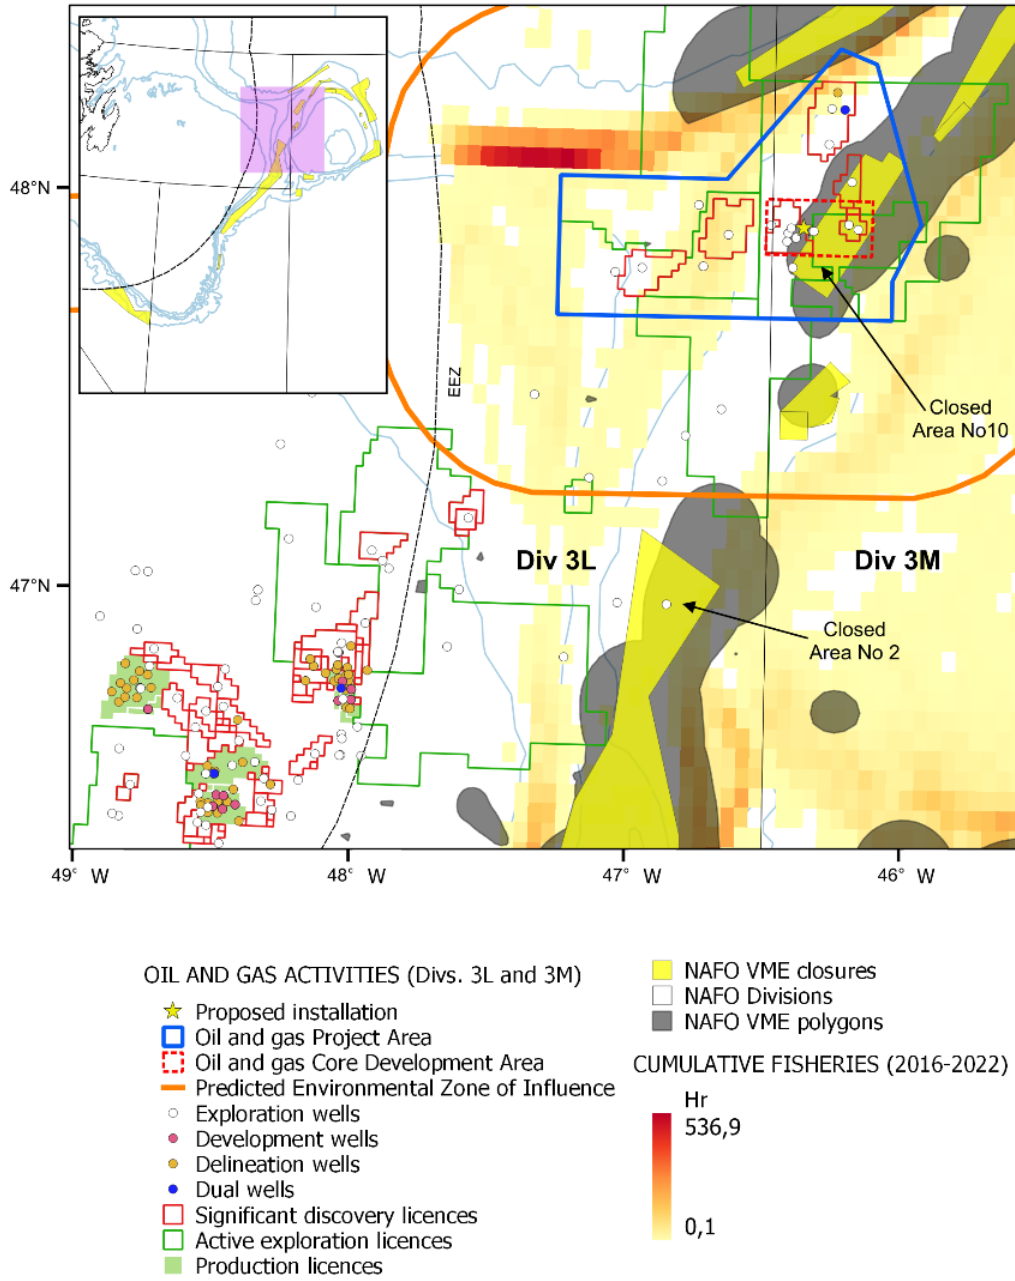 48°N
47°N
EEZ
Closed
Area No10
Div 3L
Div 3M
Closed
Area No 2
49° W
48° W
47° W
46° W
OIL AND GAS ACTIVITIES (Divs. 3L and 3M)
Proposed installation
Oil and gas Project Area
Oil and gas Core Development Area
Predicted Environmental Zone of Influence
Exploration wells
Development wells
Delineation wells
Dual wells
Significant discovery licences
Active exploration licences
Production licences
NAFO VME closures
NAFO Divisions
NAFO VME polygons
CUMULATIVE FISHERIES (2016-2022)
Hr
536,9
0,1